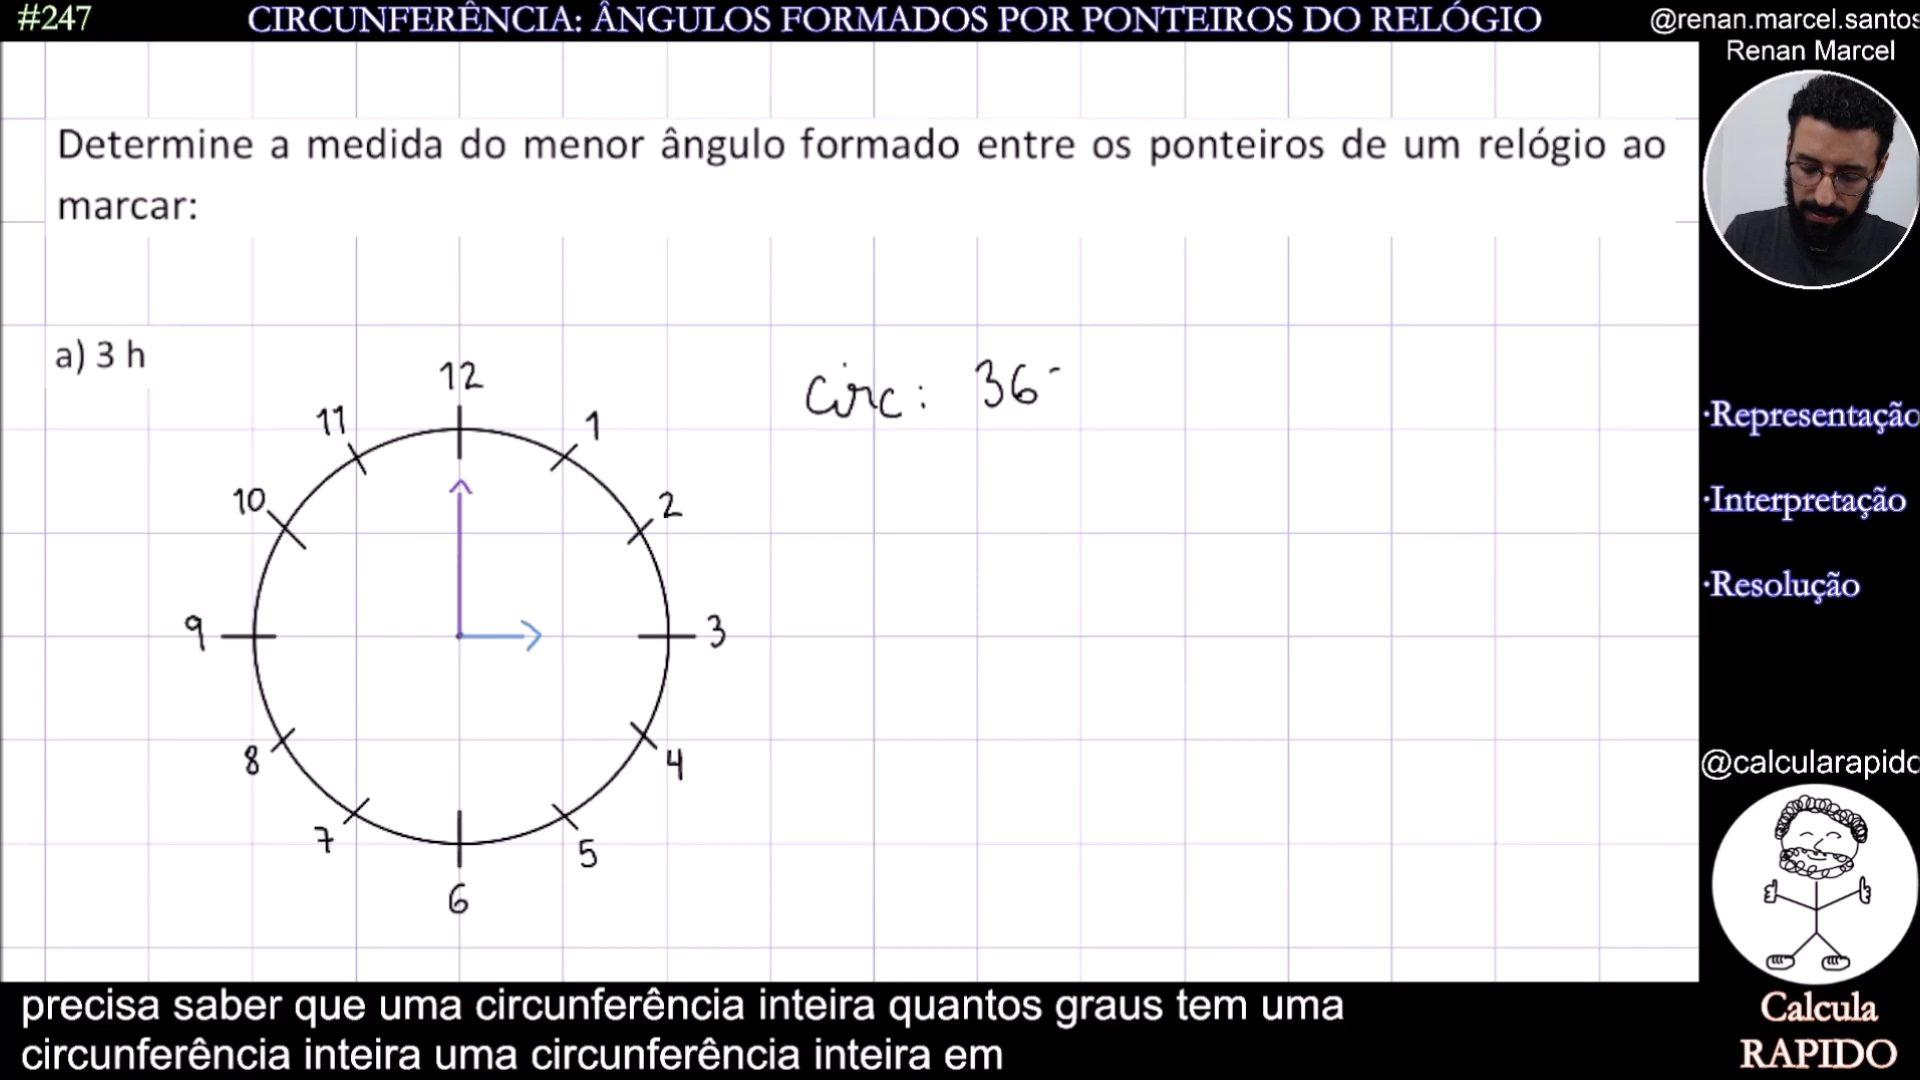 #247
CIRCUNFERÊNCIA: ÂNGULOS FORMADOS POR PONTEIROS DO RELÓGIO
@renan.marcel.santos
Renan Marcel
Determine a medida do menor ângulo formado entre os ponteiros de um relógio ao
marcar:
a) 3 h
Circ: 36
12
11
1
10
2
9
3
8
4
7
5
6
·Representação
·Interpretação
·Resolução
@calcularapido
Calcula
RAPIDO
precisa saber que uma circunferência inteira quantos graus tem uma
circunferência inteira uma circunferência inteira em